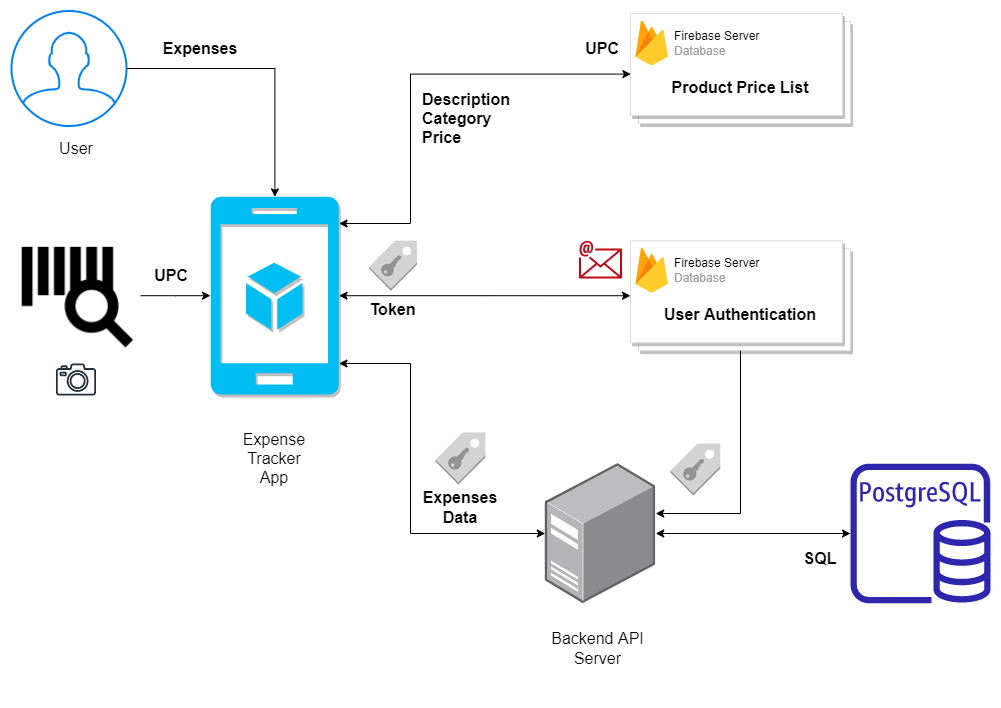 Expenses
User
UPC
Firebase Server
Database
Product Price List
Description
Category
Price
UPC
Token
@
Firebase Server
Database
User Authentication
Expense
Tracker
App
Expenses
Data
PostgreSQL
SQL
Backend API
Server